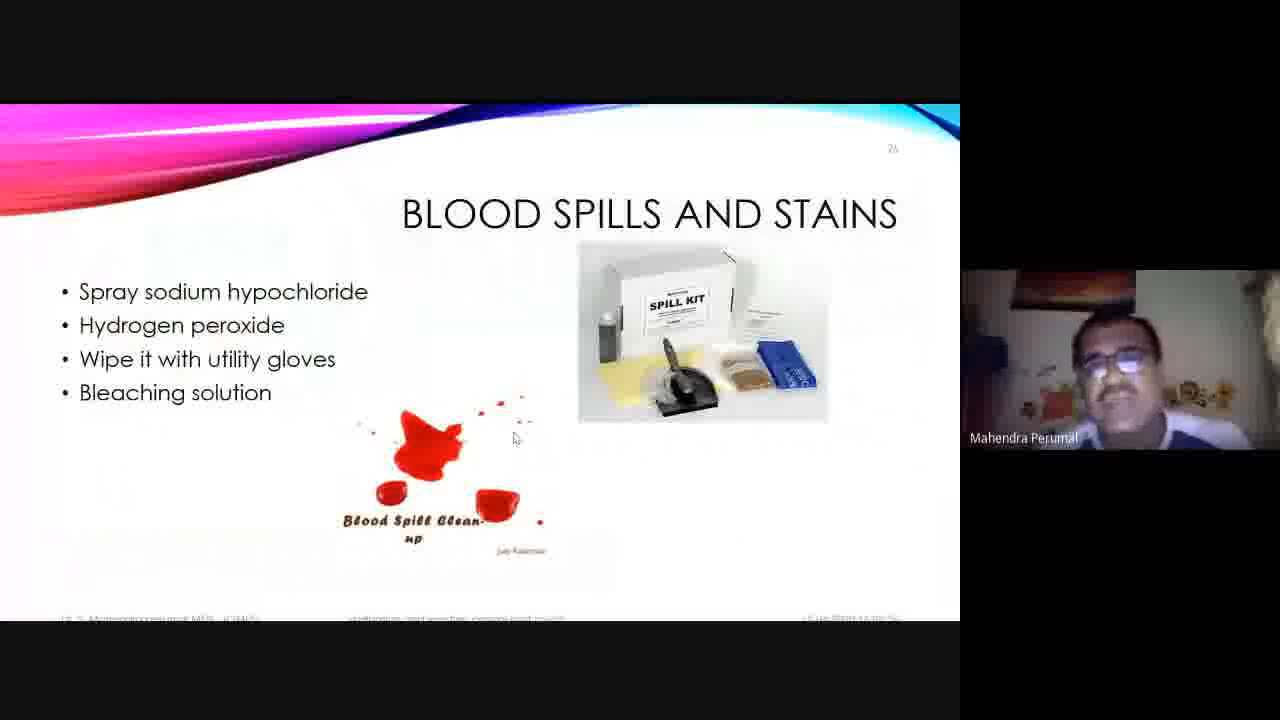 26
BLOOD SPILLS AND STAINS
• Spray sodium hypochloride
• Hydrogen peroxide
• Wipe it with utility gloves
• Bleaching solution
SPILL KIT
Blood Spill Clean-
up
Mahendra Perumal